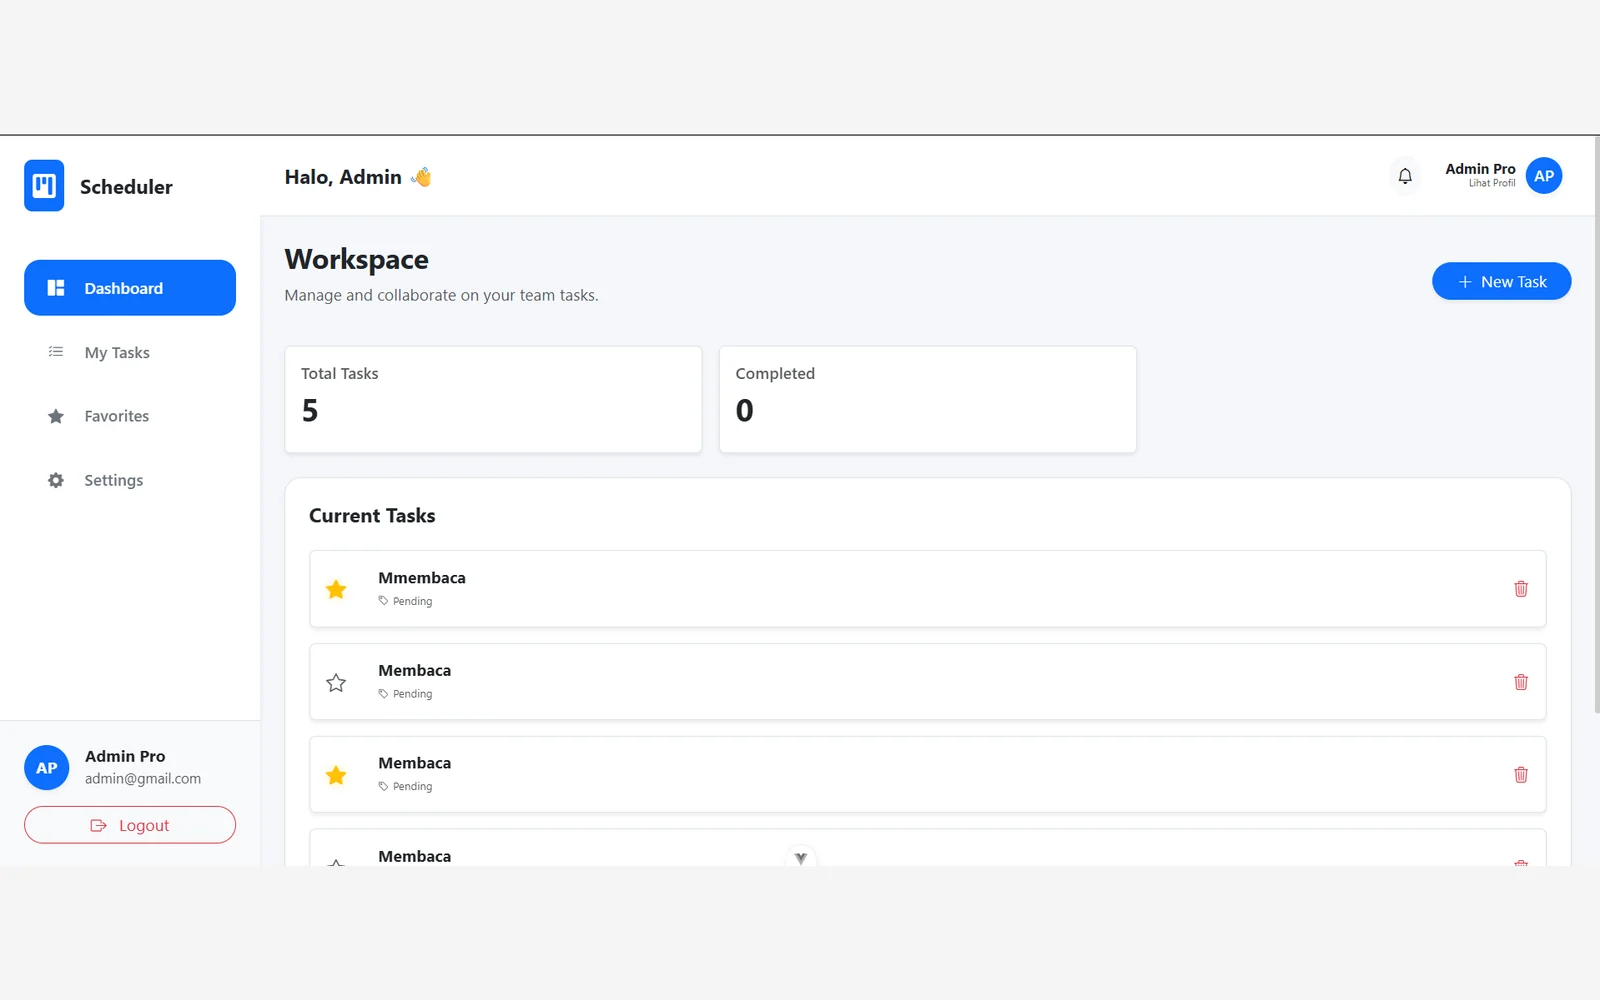 Scheduler
Dashboard
My Tasks
Favorites
Settings
AP
Admin Pro
admin@gmail.com
Logout
Halo, Admin 👋
Admin Pro
Lihat Profil
AP
Workspace
Manage and collaborate on your team tasks.
+ New Task
Total Tasks
5
Completed
0
Current Tasks
Mmembaca
Pending
Membaca
Pending
Membaca
Pending
Membaca